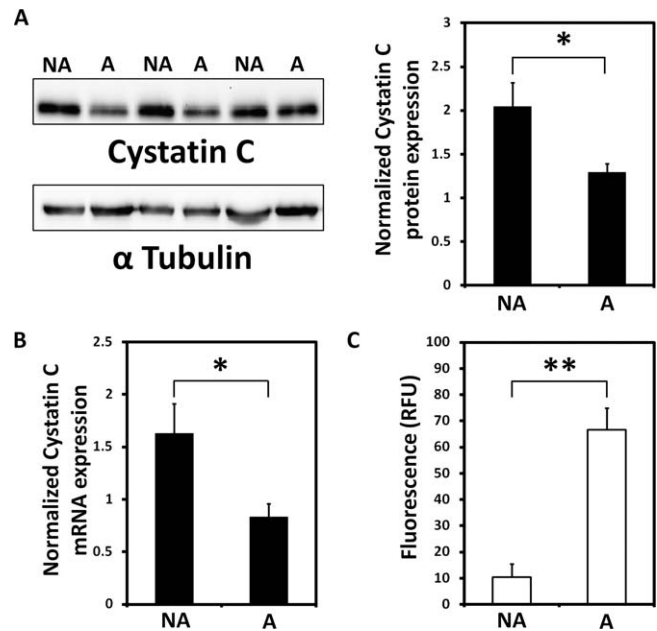 A
NA A NA A NA A
Cystatin C
α Tubulin
Normalized Cystatin C
protein expression
3
2.5
2
1.5
1
0.5
0
*
NA A
B
Normalized Cystatin C
mRNA expression
2.5
2
1.5
1
0.5
0
*
NA A
C
Fluorescence (RFU)
100
90
80
70
60
50
40
30
20
10
0
**
NA A